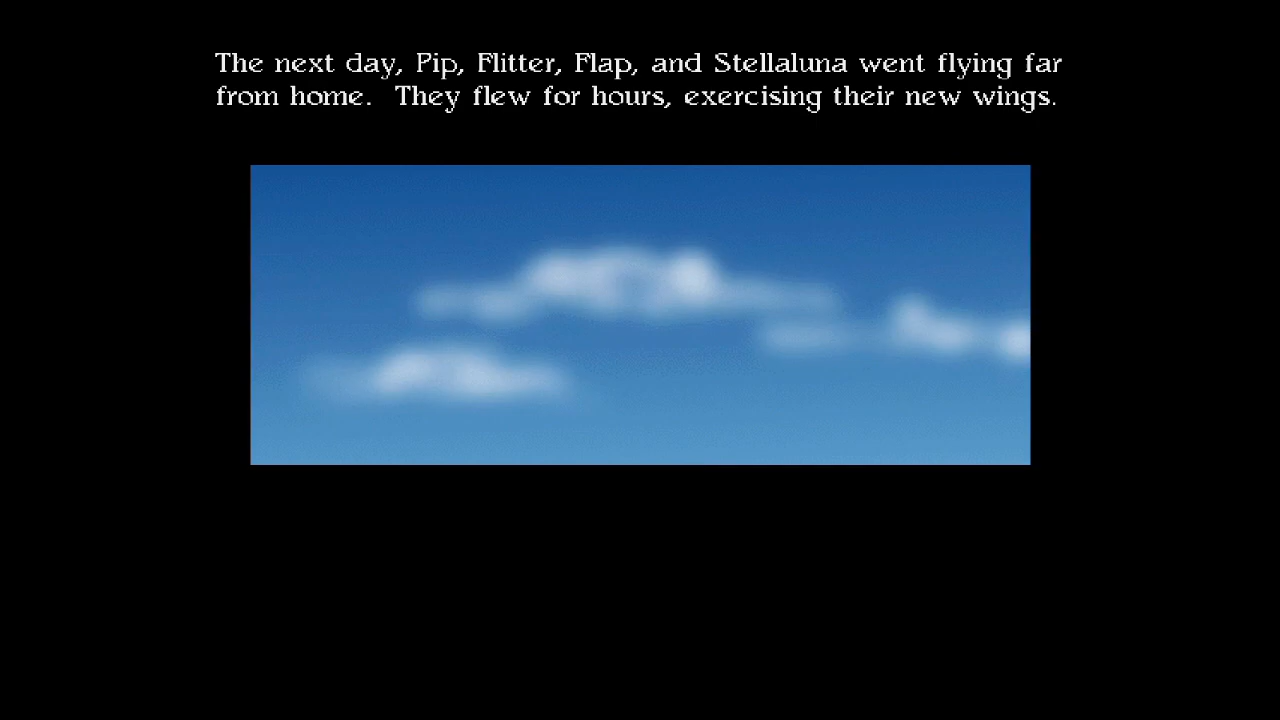 The next day, Pip, Flitter, Flap, and Stellaluna went flying far
from home.  They flew for hours, exercising their new wings.